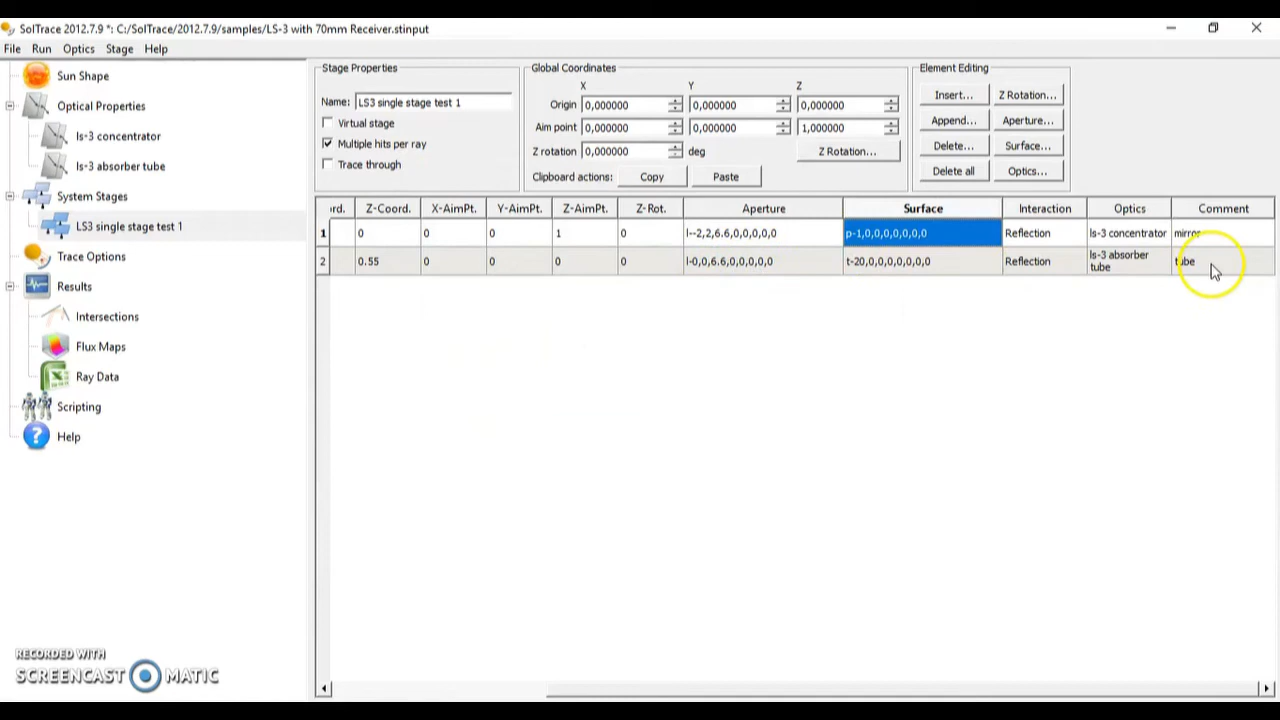 SolTrace 2012.7.9 *: C:/SolTrace/2012.7.9/samples/LS-3 with 70mm Receiver.stinput
File Run Optics Stage Help
Sun Shape
Optical Properties
ls-3 concentrator
ls-3 absorber tube
System Stages
LS3 single stage test 1
Trace Options
Results
Intersections
Flux Maps
Ray Data
Scripting
Help
Stage Properties
Name: LS3 single stage test 1
Virtual stage
Multiple hits per ray
Trace through
Global Coordinates
X Y Z
Origin 0,000000 0,000000 0,000000
Aim point 0,000000 0,000000 1,000000
Z rotation 0,000000 deg Z Rotation...
Clipboard actions: Copy Paste
Element Editing
Insert... Z Rotation...
Append... Aperture...
Delete... Surface...
Delete all Optics...
rd. Z-Coord. X-AimPt. Y-AimPt. Z-AimPt. Z-Rot. Aperture Surface Interaction Optics Comment
1 0 0 0 1 0 l--2,2,6.6,0,0,0,0,0 p-1,0,0,0,0,0,0,0 Reflection ls-3 concentrator mirror
2 0.55 0 0 0 0 l-0,0,6.6,0,0,0,0,0 t-20,0,0,0,0,0,0,0 Reflection ls-3 absorber tube tube
RECORDED WITH
SCREENCAST MATIC